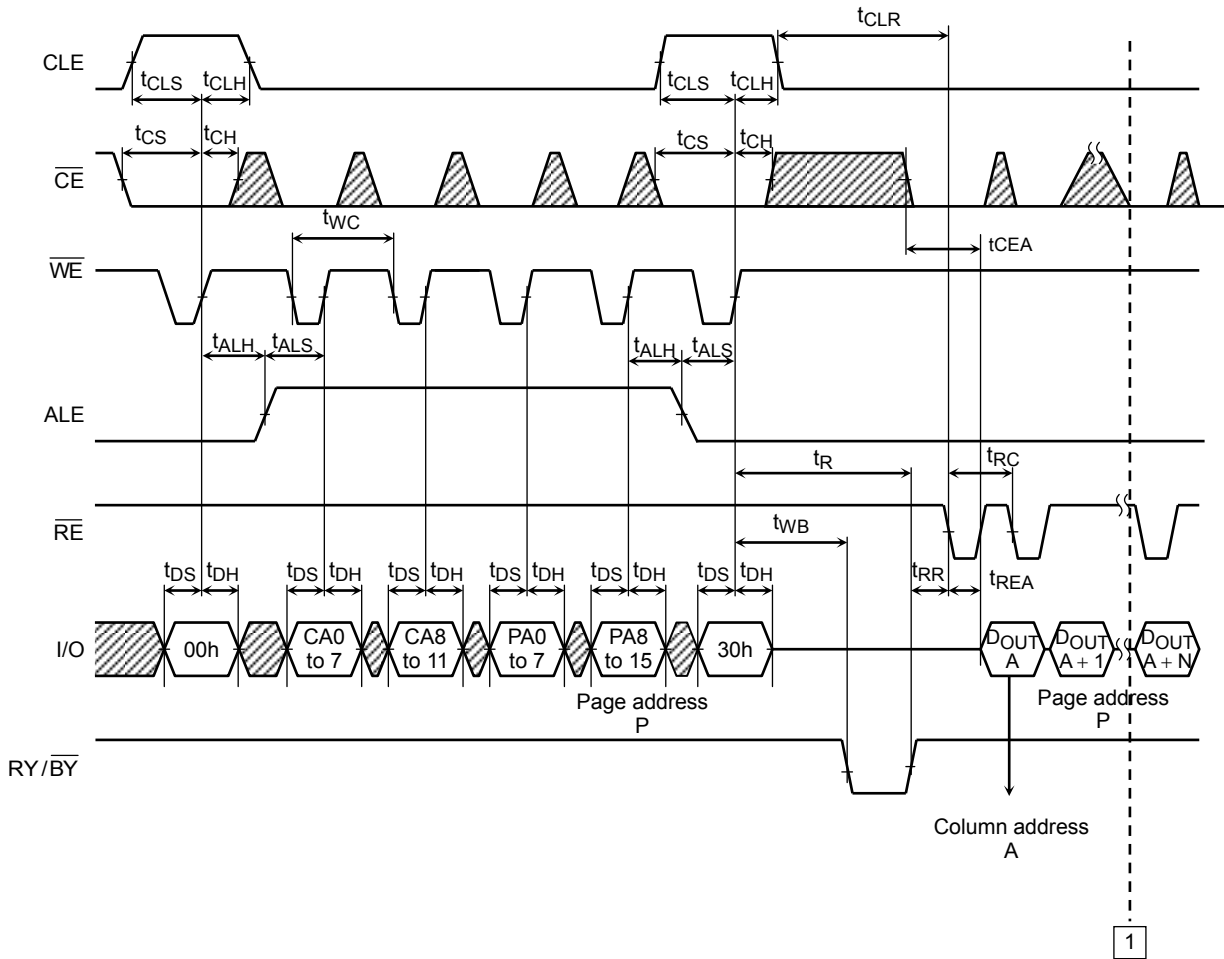 tCLR
CLE
tCLS tCLH tCLS tCLH
tCS tCH tCS tCH
CE
tWC
tCEA
WE
tALH tALS tALH tALS
ALE
tR tRC
RE
tWB
tDS tDH tDS tDH tDS tDH tDS tDH tDS tDH tDS tDH tRR tREA
I/O
00h
CA0
to 7
CA8
to 11
PA0
to 7
PA8
to 15
30h
DOUT
A
DOUT
A + 1
DOUT
A + N
Page address
P
Page address
P
RY/BY
Column address
A
1